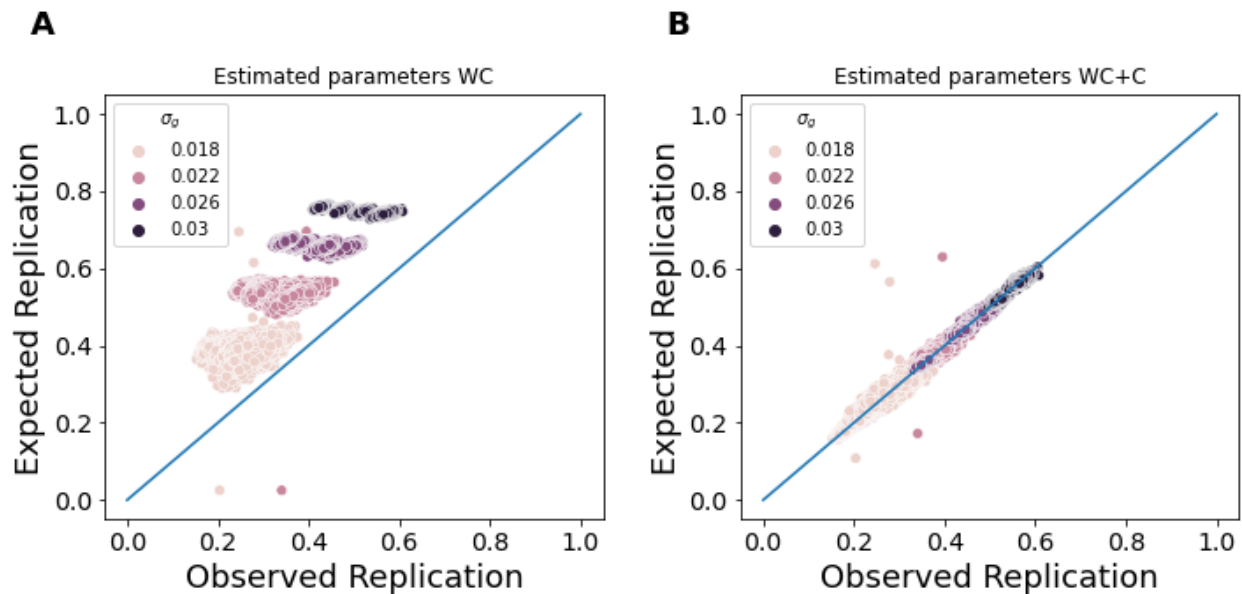 A
Estimated parameters WC
Expected Replication
1.0
0.8
0.6
0.4
0.2
0.0
σg
0.018
0.022
0.026
0.03
0.0 0.2 0.4 0.6 0.8 1.0
Observed Replication
B
Estimated parameters WC+C
Expected Replication
1.0
0.8
0.6
0.4
0.2
0.0
σg
0.018
0.022
0.026
0.03
0.0 0.2 0.4 0.6 0.8 1.0
Observed Replication